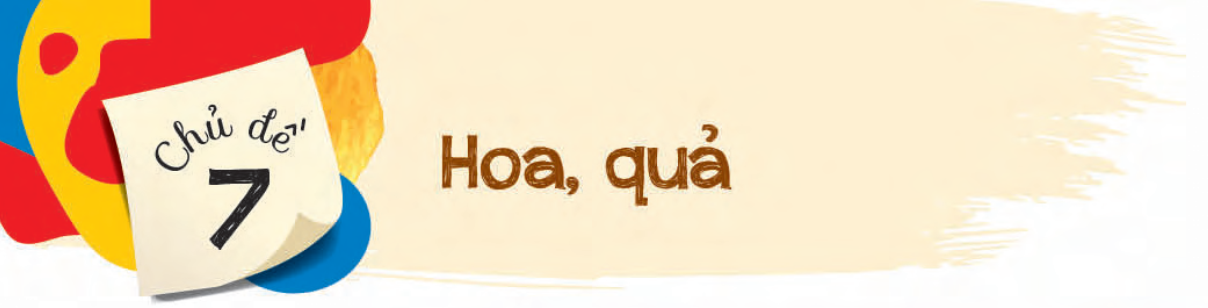 Chủ đề
7
Hoa, quả